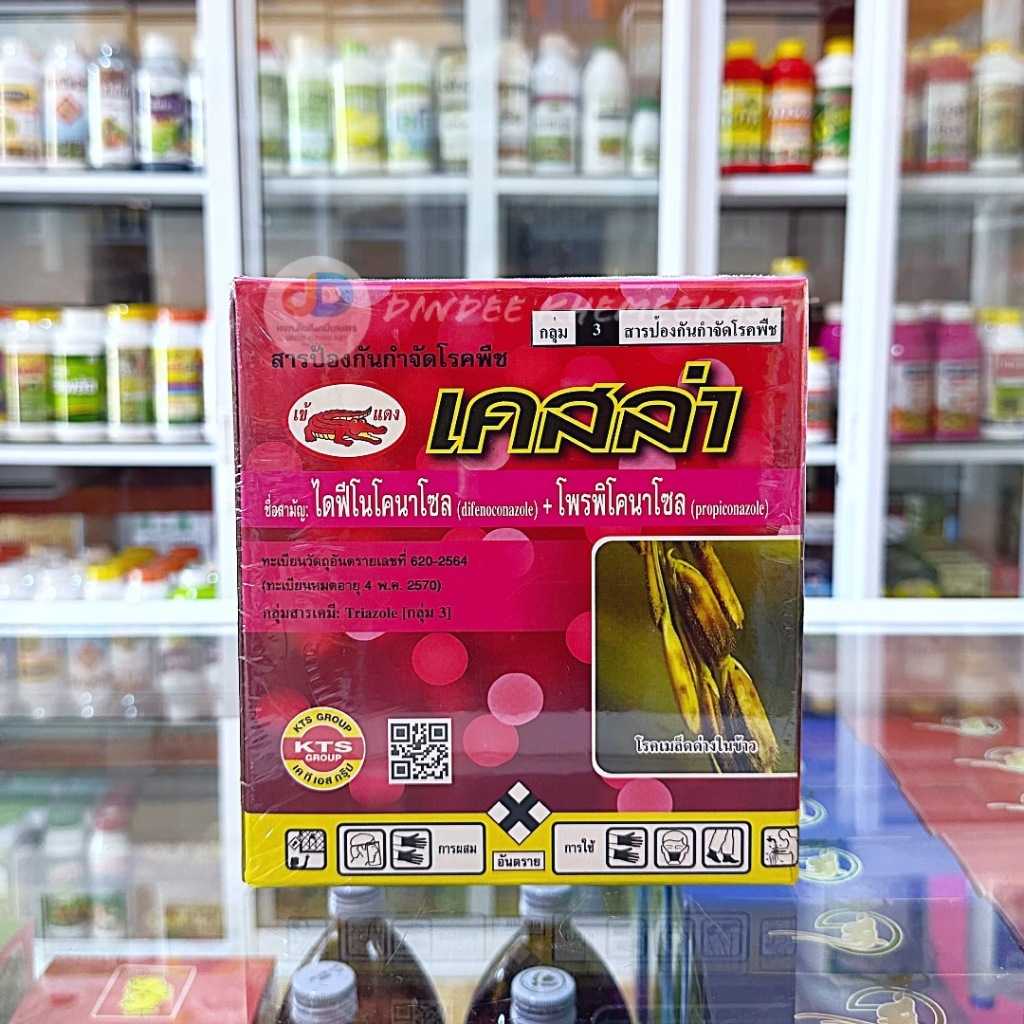 DINDEE KHEMEEKASET
กลุ่ม 3 สารป้องกันกำจัดโรคพืช
สารป้องกันกำจัดโรคพืช
เข้ แดง
เคสล่า
ชื่อสามัญ: ไดฟีโนโคนาโซล (difenoconazole) + โพรพิโคนาโซล (propiconazole)
ทะเบียนวัตถุอันตรายเลขที่ 620-2564
(ทะเบียนหมดอายุ 4 พ.ค. 2570)
กลุ่มสารเคมี: Triazole [กลุ่ม 3]
KTS GROUP
KTS
GROUP
เค ที เอส กรุ๊ป
โรคเมล็ดด่างในข้าว
การผสม
อันตราย
การใช้